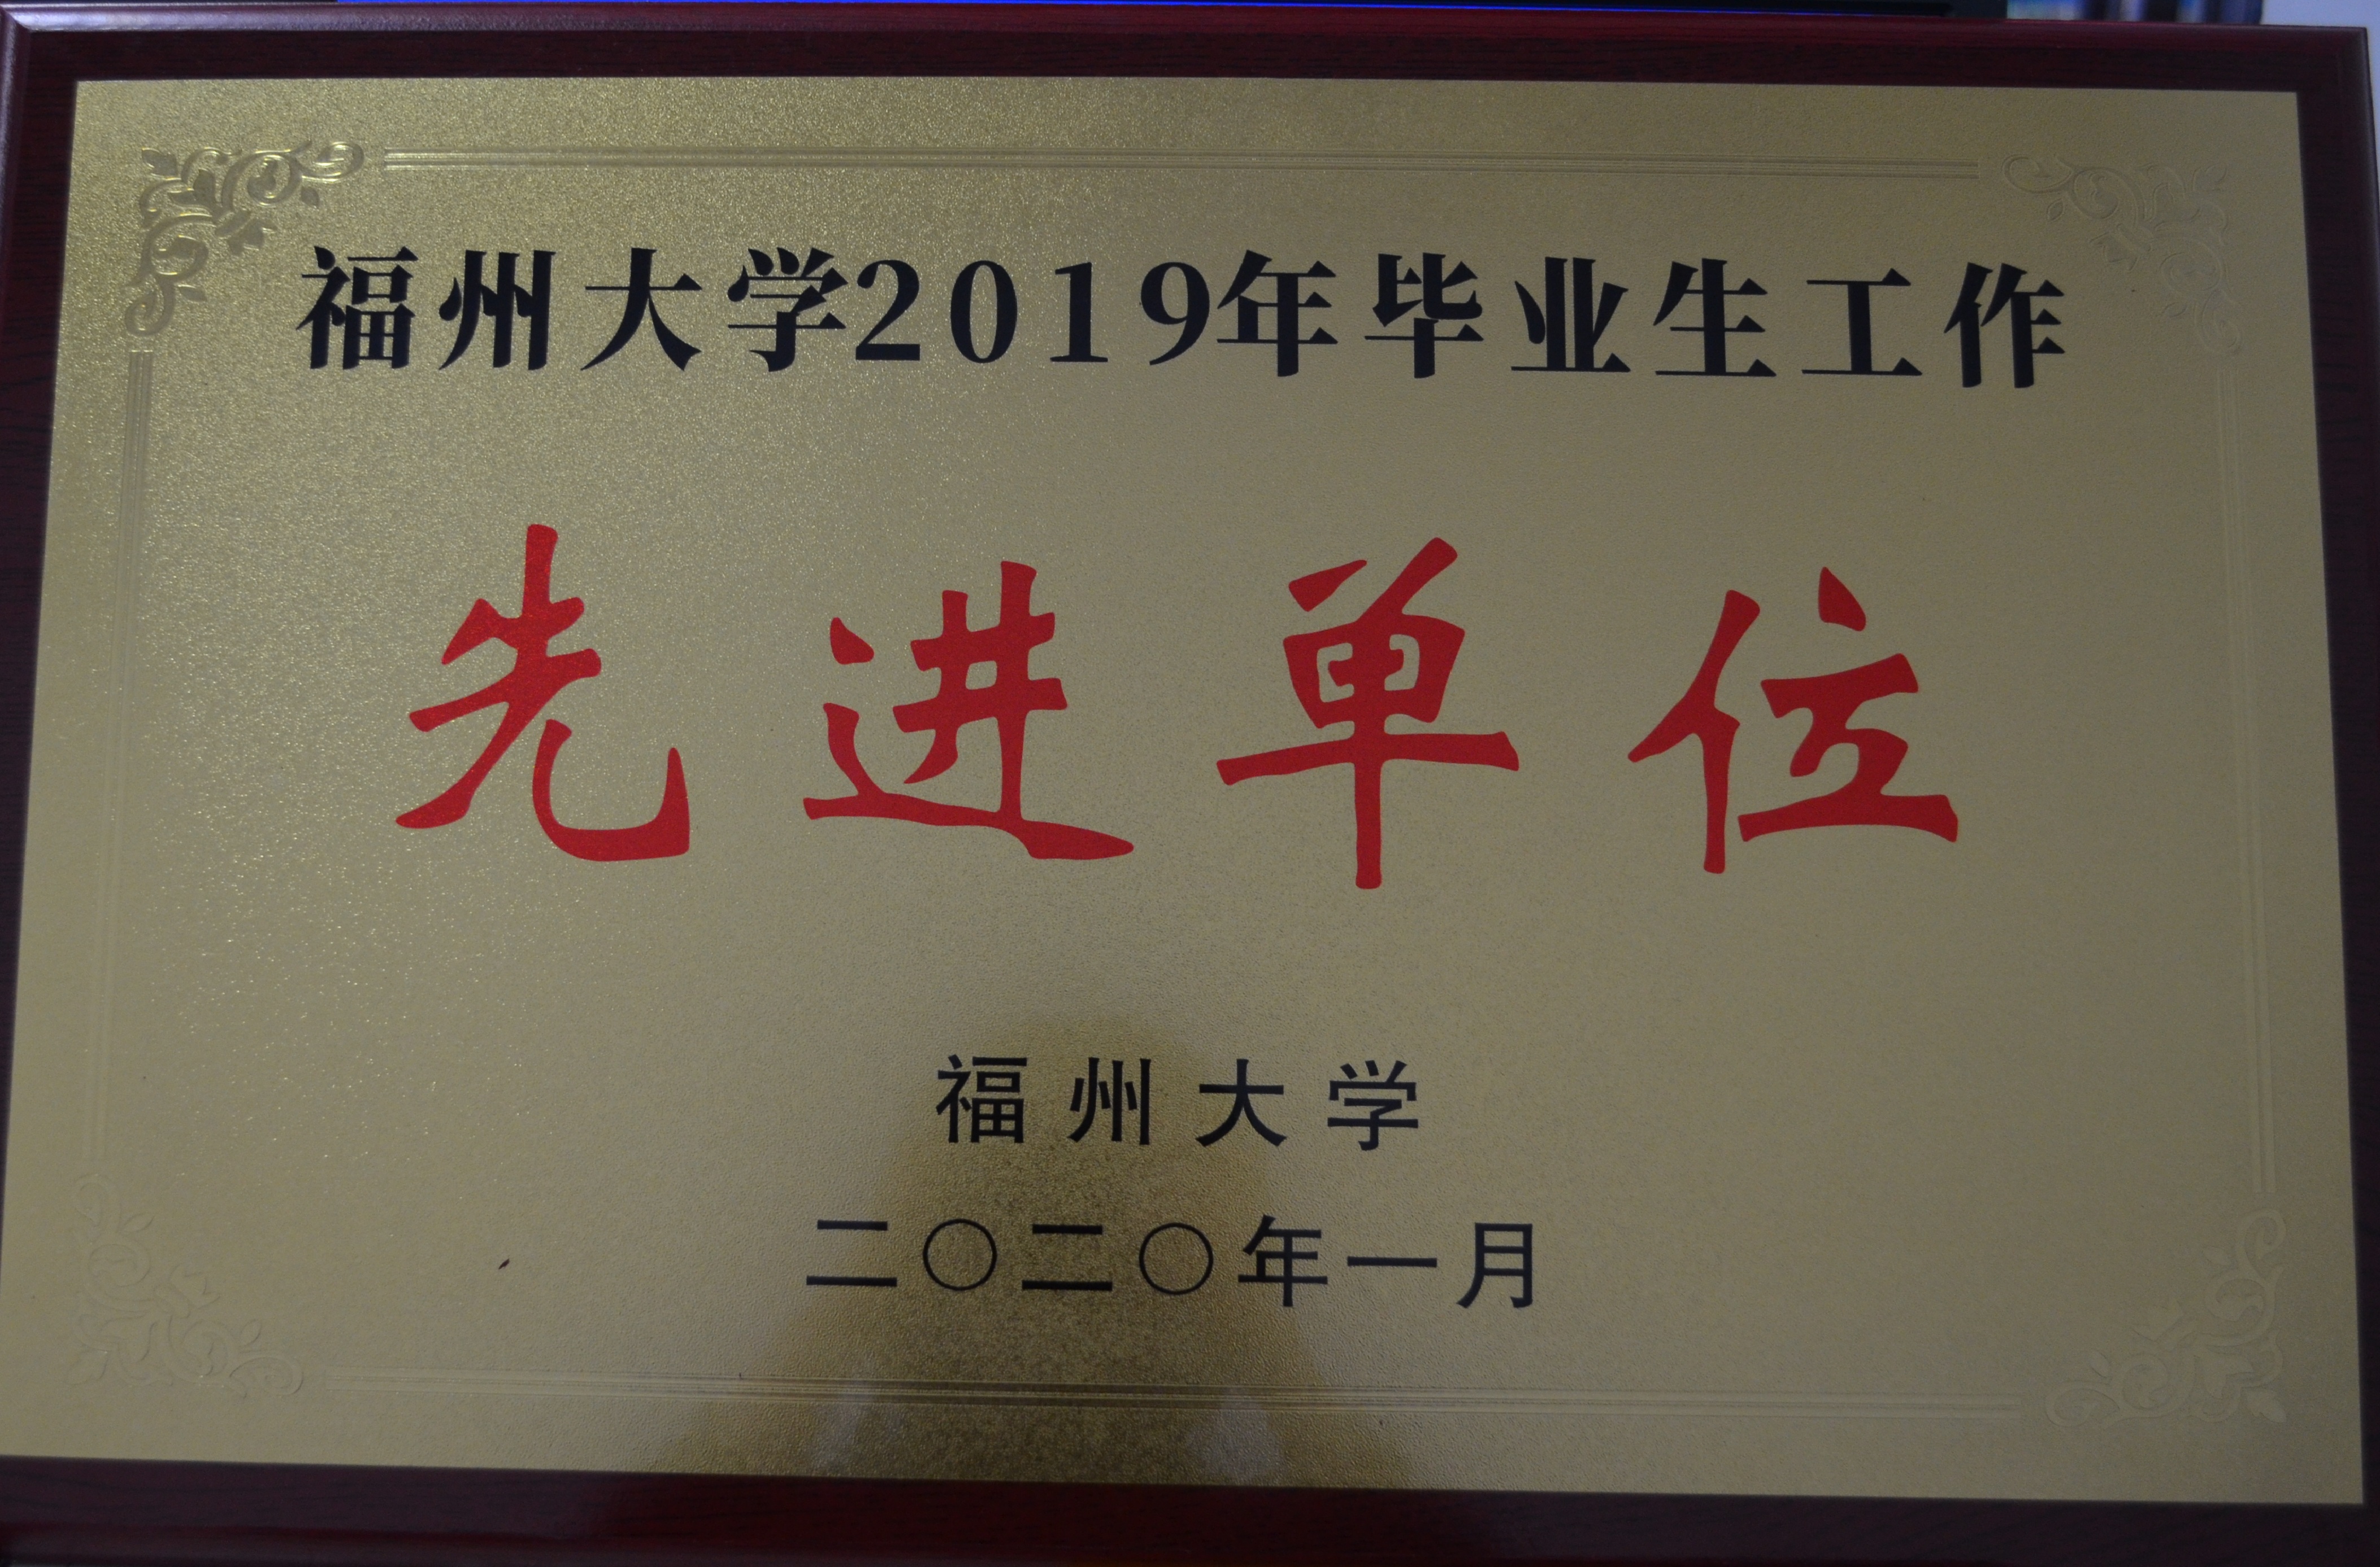 福州大学2019年毕业生工作
先进单位
福州大学
二〇二〇年一月